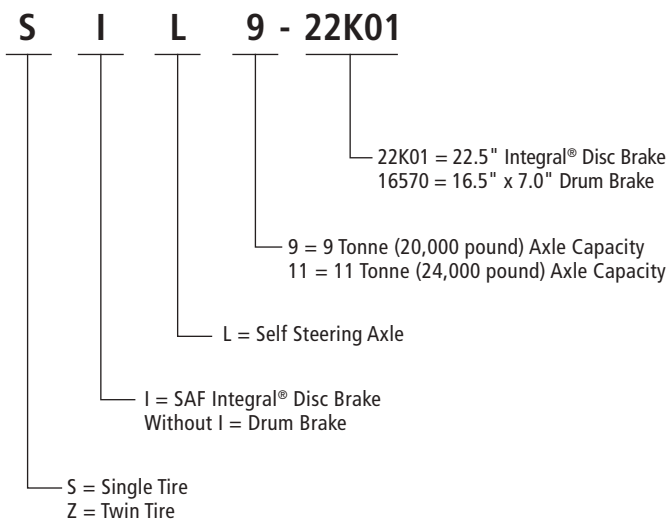 S I L 9 - 22K01
22K01 = 22.5" Integral® Disc Brake
16570 = 16.5" x 7.0" Drum Brake
9 = 9 Tonne (20,000 pound) Axle Capacity
11 = 11 Tonne (24,000 pound) Axle Capacity
L = Self Steering Axle
I = SAF Integral® Disc Brake
Without I = Drum Brake
S = Single Tire
Z = Twin Tire